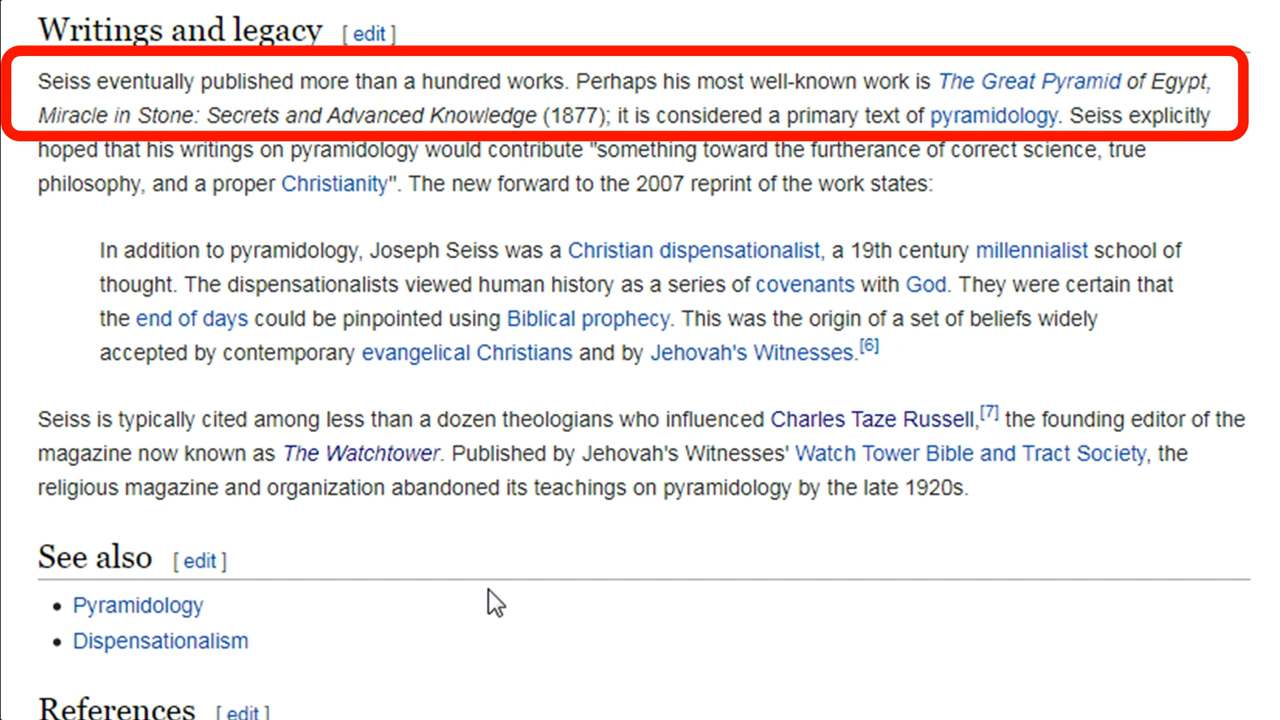 Writings and legacy [ edit ]
Seiss eventually published more than a hundred works. Perhaps his most well-known work is The Great Pyramid of Egypt,
Miracle in Stone: Secrets and Advanced Knowledge (1877); it is considered a primary text of pyramidology. Seiss explicitly
hoped that his writings on pyramidology would contribute "something toward the furtherance of correct science, true
philosophy, and a proper Christianity". The new forward to the 2007 reprint of the work states:
In addition to pyramidology, Joseph Seiss was a Christian dispensationalist, a 19th century millennialist school of
thought. The dispensationalists viewed human history as a series of covenants with God. They were certain that
the end of days could be pinpointed using Biblical prophecy. This was the origin of a set of beliefs widely
accepted by contemporary evangelical Christians and by Jehovah's Witnesses.[6]
Seiss is typically cited among less than a dozen theologians who influenced Charles Taze Russell,[7] the founding editor of the
magazine now known as The Watchtower. Published by Jehovah's Witnesses' Watch Tower Bible and Tract Society, the
religious magazine and organization abandoned its teachings on pyramidology by the late 1920s.
See also [ edit ]
• Pyramidology
• Dispensationalism
References [ edit ]